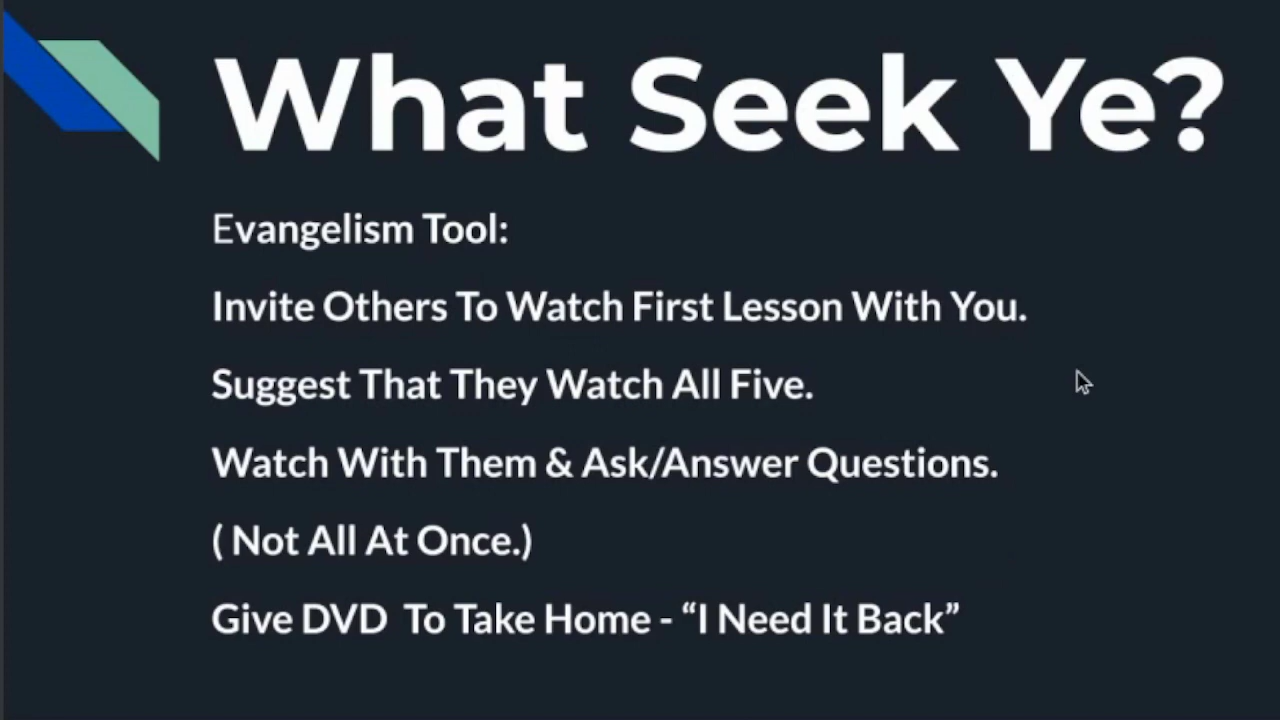 What Seek Ye?
Evangelism Tool:
Invite Others To Watch First Lesson With You.
Suggest That They Watch All Five.
Watch With Them & Ask/Answer Questions.
( Not All At Once.)
Give DVD  To Take Home - “I Need It Back”